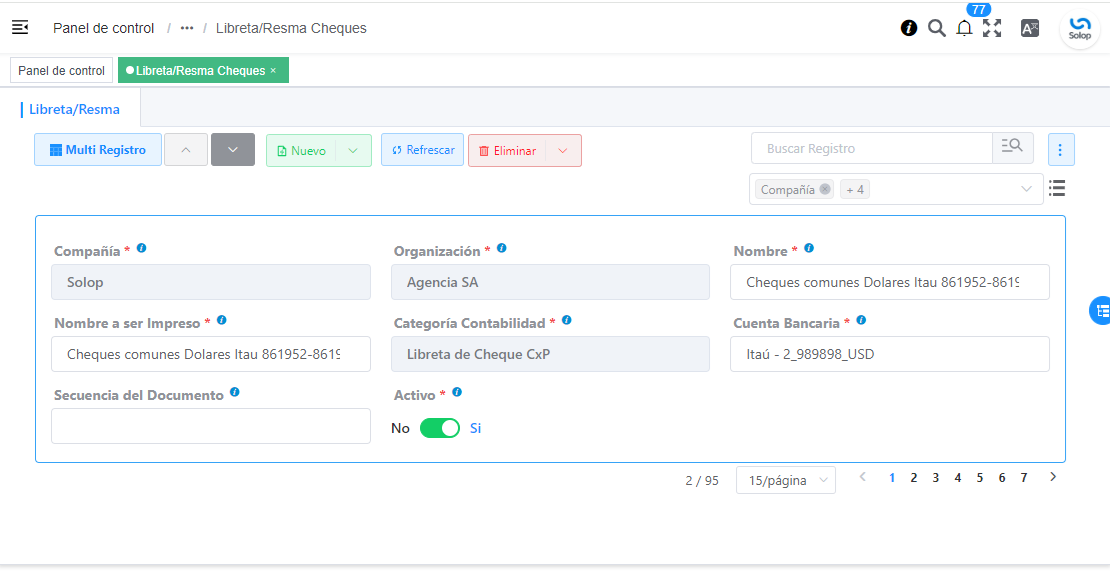 Panel de control / ••• / Libreta/Resma Cheques
77
Solop
Panel de control
Libreta/Resma Cheques ×
Libreta/Resma
Multi Registro
Nuevo
Refrescar
Eliminar
Buscar Registro
Compañía
+ 4
Compañía *
Organización *
Nombre *
Solop
Agencia SA
Cheques comunes Dolares Itau 861952-8619
Nombre a ser Impreso *
Categoría Contabilidad *
Cuenta Bancaria *
Cheques comunes Dolares Itau 861952-8619
Libreta de Cheque CxP
Itaú - 2_989898_USD
Secuencia del Documento
Activo *
No
Si
2 / 95
15/página
1 2 3 4 5 6 7